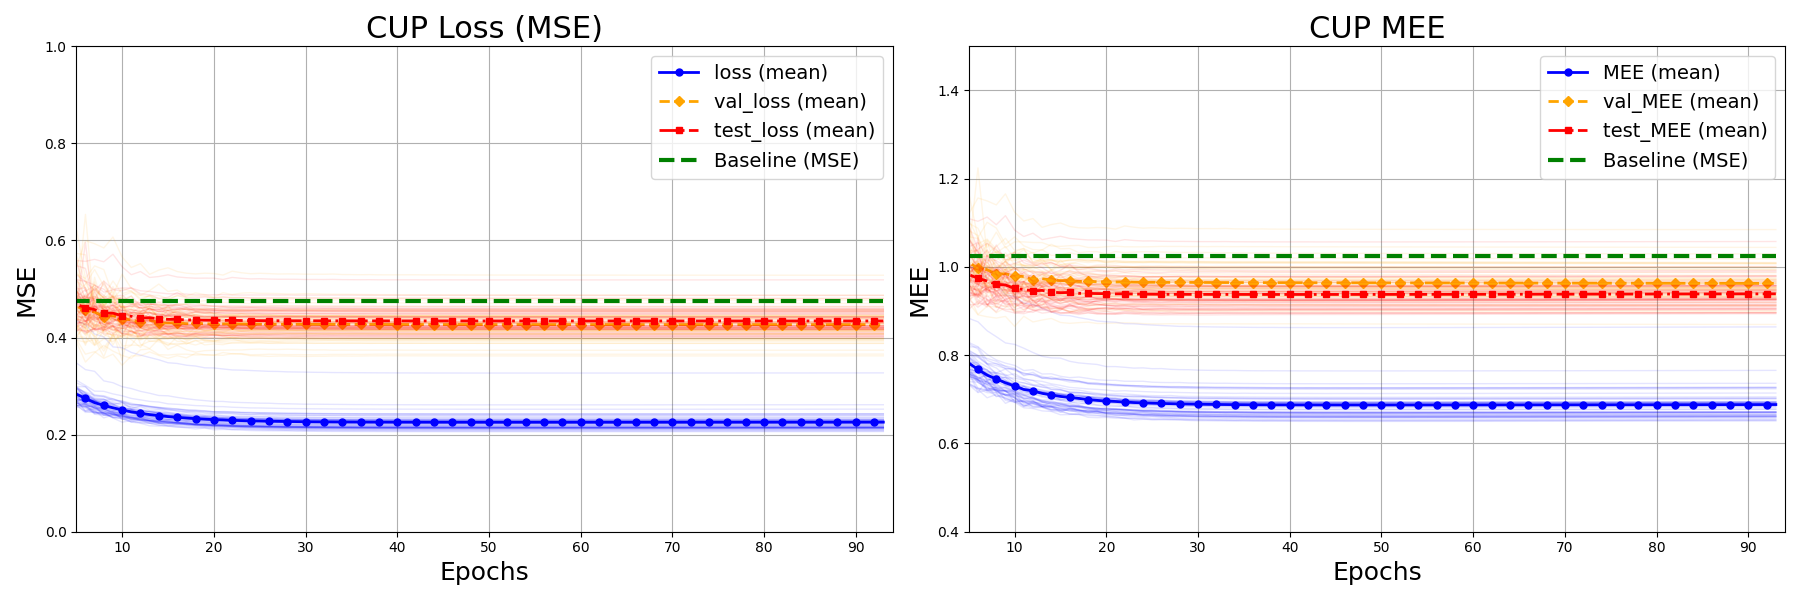 CUP Loss (MSE)
1.0
0.8
0.6
0.4
0.2
0.0
MSE
loss (mean)
val_loss (mean)
test_loss (mean)
Baseline (MSE)
10 20 30 40 50 60 70 80 90
Epochs
CUP MEE
1.4
1.2
1.0
0.8
0.6
0.4
MEE
MEE (mean)
val_MEE (mean)
test_MEE (mean)
Baseline (MSE)
10 20 30 40 50 60 70 80 90
Epochs